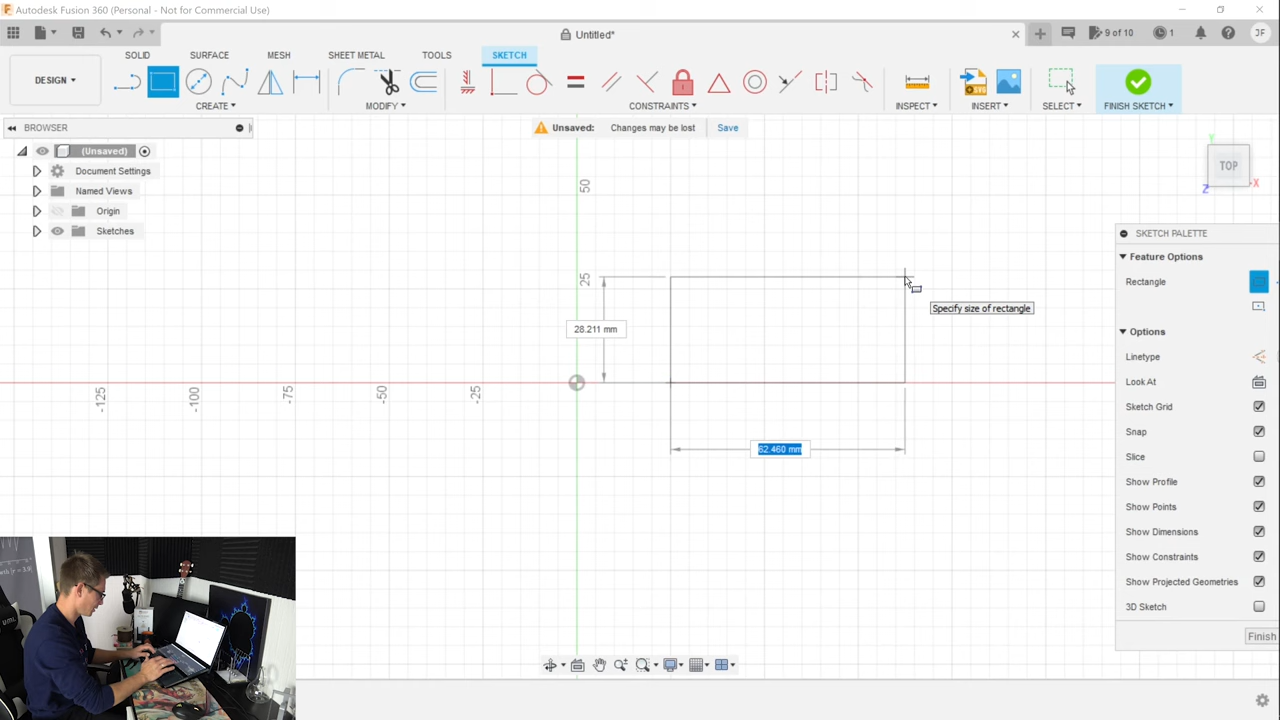 Autodesk Fusion 360 (Personal - Not for Commercial Use)
Untitled*
9 of 10
1
JF
DESIGN
SOLID
SURFACE
MESH
SHEET METAL
TOOLS
SKETCH
CREATE
MODIFY
CONSTRAINTS
INSPECT
INSERT
SELECT
FINISH SKETCH
BROWSER
Unsaved: Changes may be lost Save
(Unsaved)
Document Settings
Named Views
Origin
Sketches
TOP
Y
X
Z
50
25
-125
-100
-75
-50
-25
28.211 mm
62.460 mm
Specify size of rectangle
SKETCH PALETTE
Feature Options
Rectangle
Options
Linetype
Look At
Sketch Grid
Snap
Slice
Show Profile
Show Points
Show Dimensions
Show Constraints
Show Projected Geometries
3D Sketch
Finish